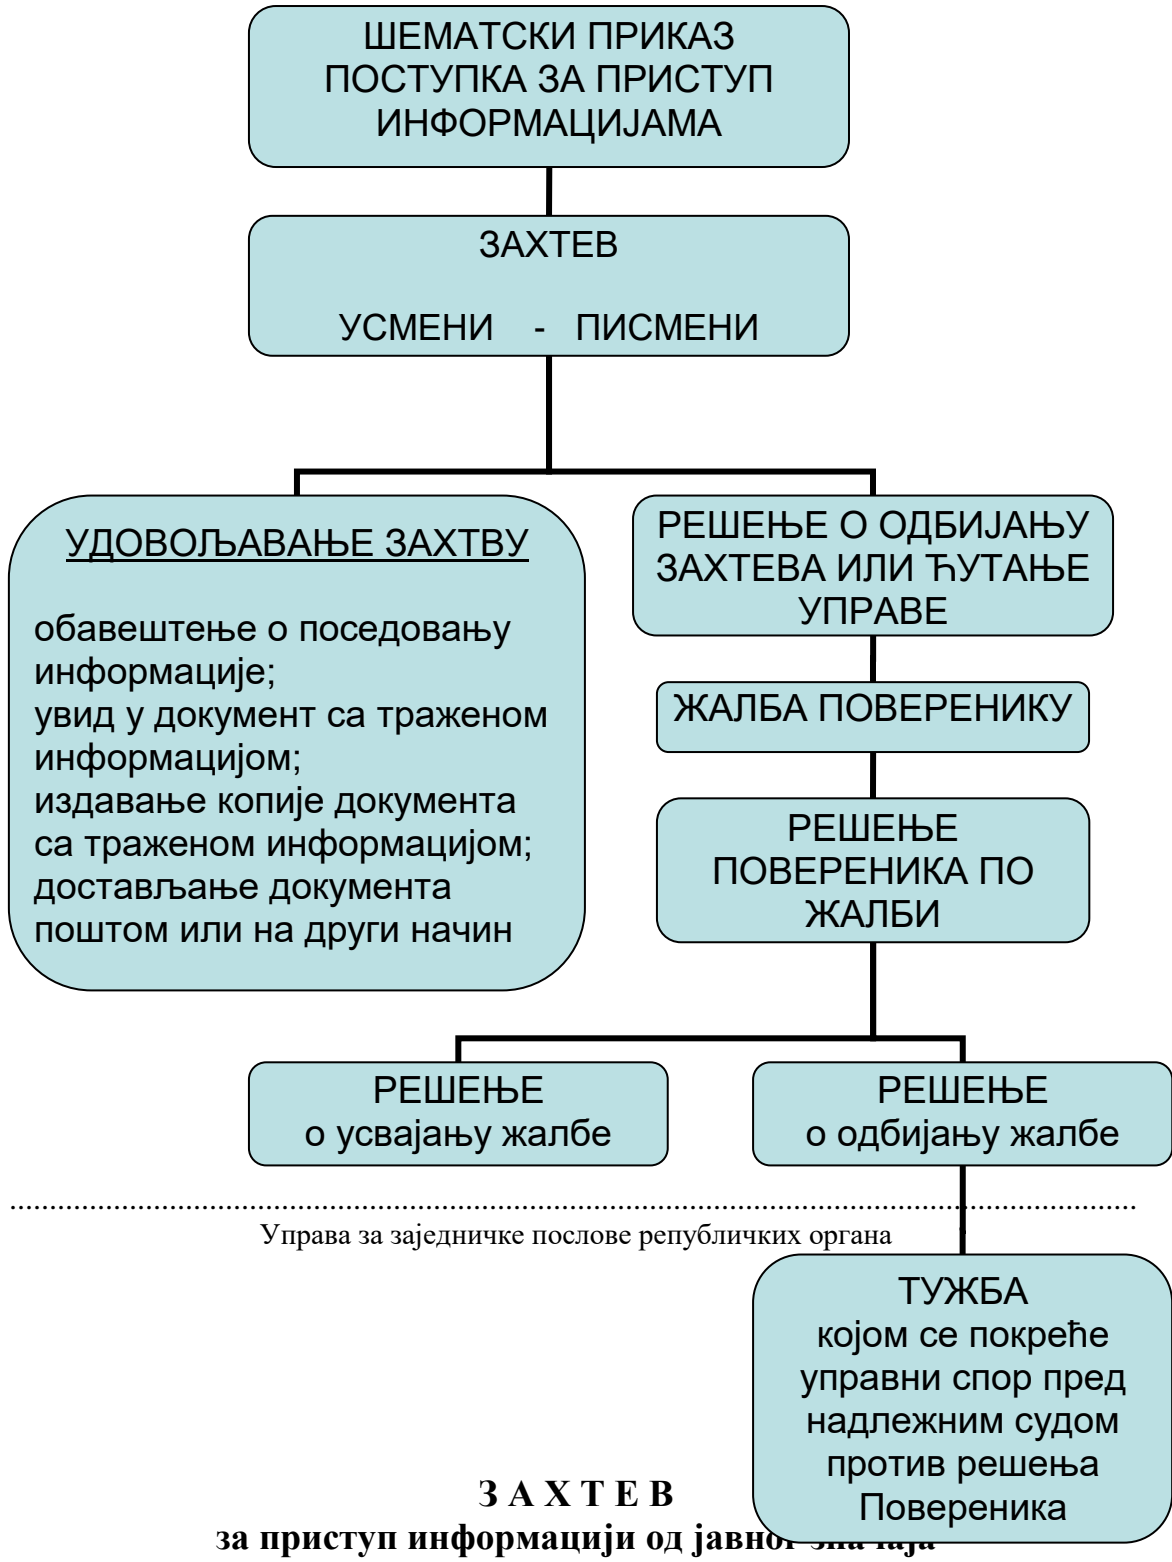 ШЕМАТСКИ ПРИКАЗ
ПОСТУПКА ЗА ПРИСТУП
ИНФОРМАЦИЈАМА
ЗАХТЕВ
УСМЕНИ - ПИСМЕНИ
УДОВОЉАВАЊЕ ЗАХТВУ
обавештење о поседовању
информације;
увид у документ са траженом
информацијом;
издавање копије документа
са траженом информацијом;
достављање документа
поштом или на други начин
РЕШЕЊЕ О ОДБИЈАЊУ
ЗАХТЕВА ИЛИ ЋУТАЊЕ
УПРАВЕ
ЖАЛБА ПОВЕРЕНИКУ
РЕШЕЊЕ
ПОВЕРЕНИКА ПО
ЖАЛБИ
РЕШЕЊЕ
о усвајању жалбе
РЕШЕЊЕ
о одбијању жалбе
Управа за заједничке послове републичких органа
ТУЖБА
којом се покреће
управни спор пред
надлежним судом
против решења
Повереника
З А Х Т Е В
за приступ информацији од јавног